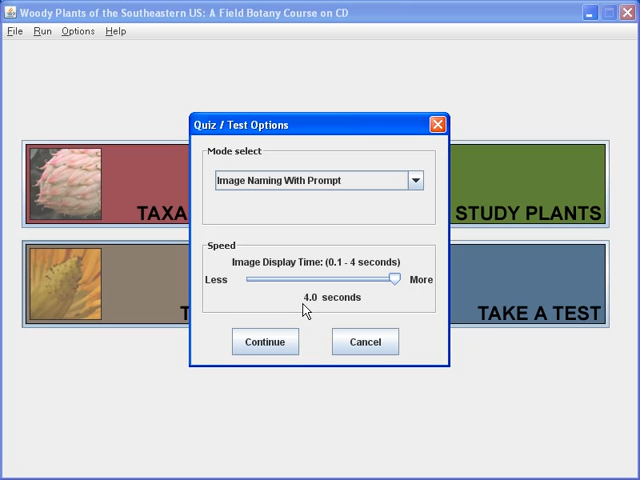 Woody Plants of the Southeastern US: A Field Botany Course on CD
File Run Options Help
Quiz / Test Options
Mode select
Image Naming With Prompt
TAXA
STUDY PLANTS
Speed
Image Display Time: (0.1 - 4 seconds)
Less More
4.0 seconds
T
TAKE A TEST
Continue Cancel